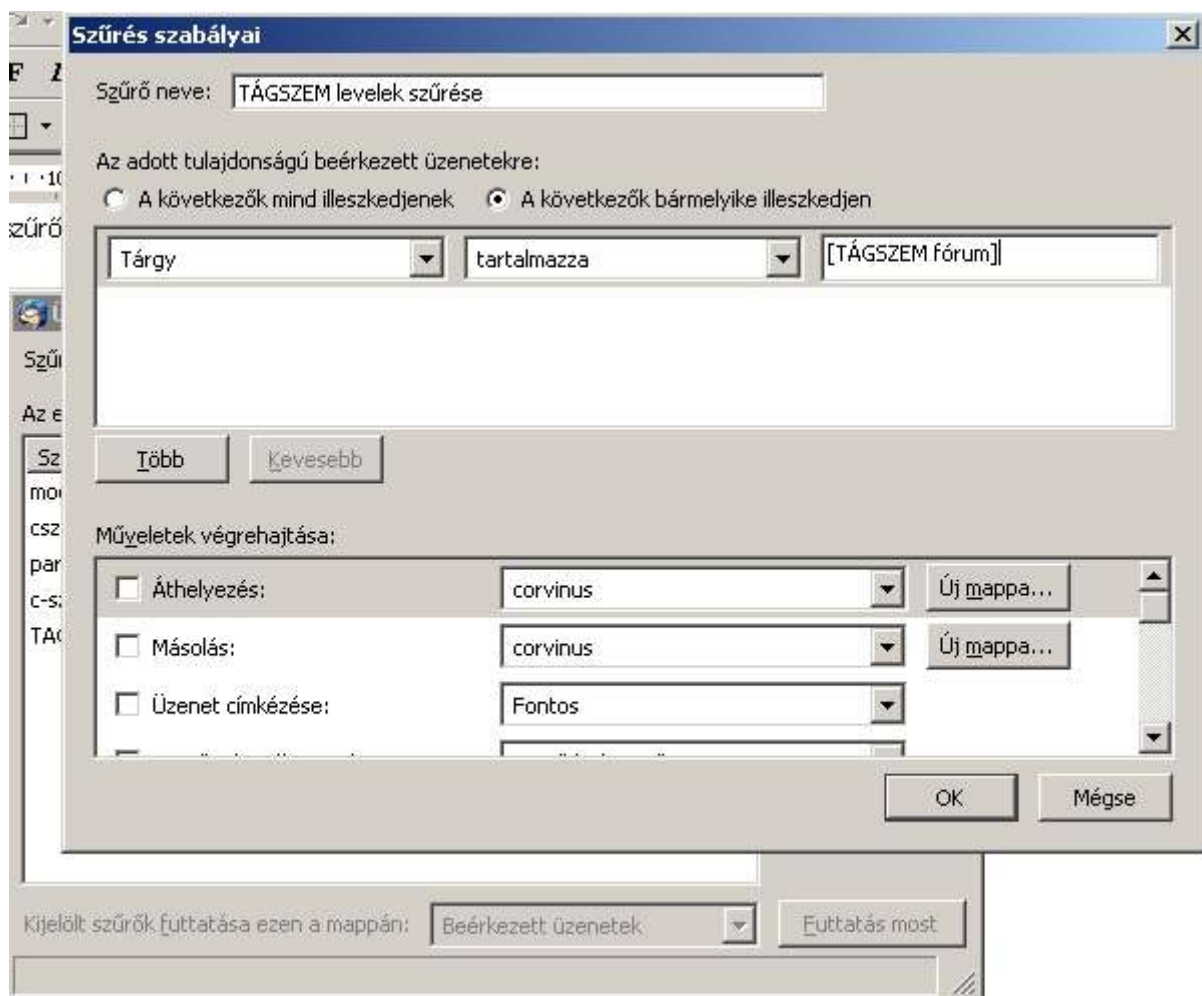 Szűrés szabályai
Szűrő neve: TÁGSZEM levelek szűrése
Az adott tulajdonságú beérkezett üzenetekre:
A következők mind illeszkedjenek A következők bármelyike illeszkedjen
Tárgy tartalmazza [TÁGSZEM fórum]
Több Kevesebb
Műveletek végrehajtása:
Áthelyezés: corvinus Új mappa...
Másolás: corvinus Új mappa...
Üzenet címkézése: Fontos
OK Mégse
Kijelölt szűrők futtatása ezen a mappán: Beérkezett üzenetek Futtatás most